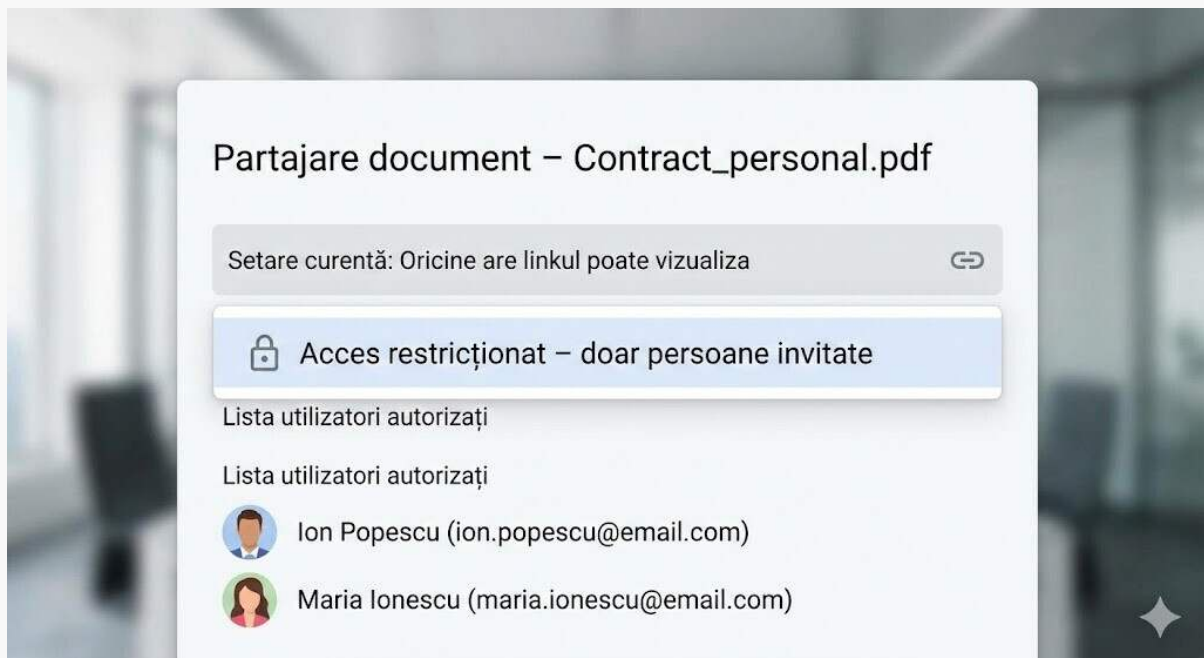 Partajare document – Contract_personal.pdf
Setare curentă: Oricine are linkul poate vizualiza
Acces restricționat – doar persoane invitate
Lista utilizatori autorizați
Lista utilizatori autorizați
Ion Popescu (ion.popescu@email.com)
Maria Ionescu (maria.ionescu@email.com)